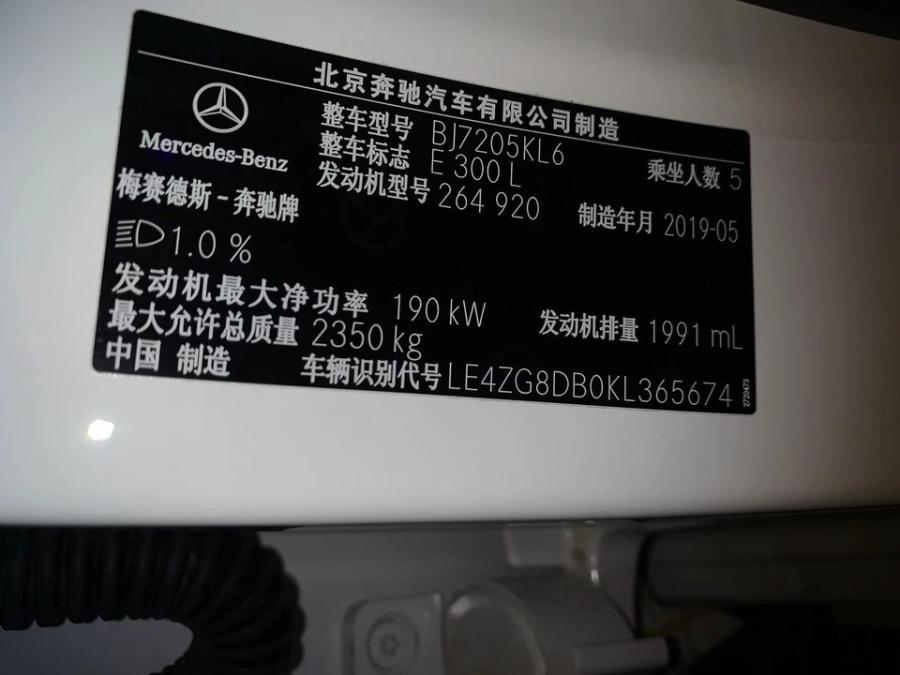 北京奔驰汽车有限公司制造
Mercedes-Benz
梅赛德斯-奔驰牌
整车型号 BJ7205KL6
整车标志 E 300 L
乘坐人数 5
发动机型号 264 920
制造年月 2019-05
1.0 %
发动机最大净功率 190 kW
发动机排量 1991 mL
最大允许总质量 2350 kg
中国 制造
车辆识别代号 LE4ZG8DB0KL365674
2720473